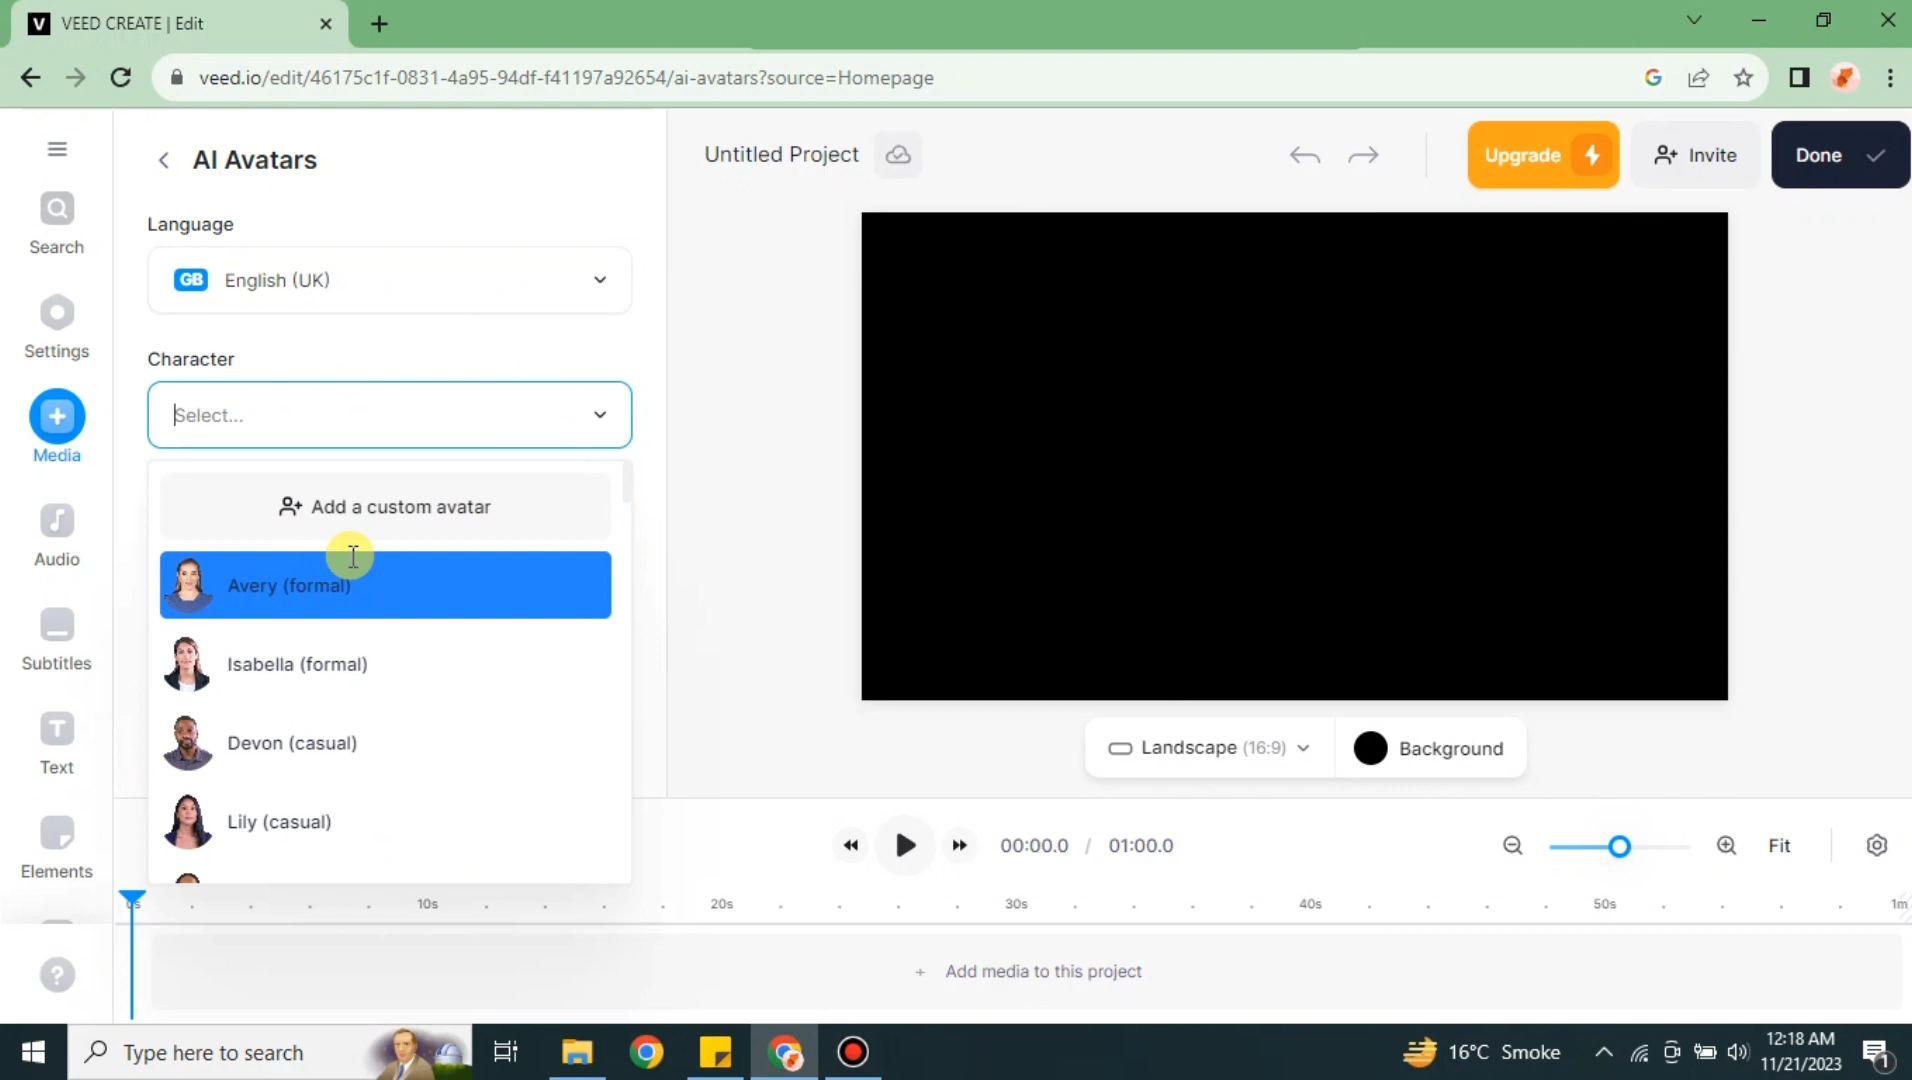 VEED CREATE | Edit
veed.io/edit/46175c1f-0831-4a95-94df-f41197a92654/ai-avatars?source=Homepage
AI Avatars
Untitled Project
Upgrade
Invite
Done
Search
Settings
Media
Audio
Subtitles
Text
Elements
Language
GB English (UK)
Character
Select...
Add a custom avatar
Avery (formal)
Isabella (formal)
Devon (casual)
Lily (casual)
Landscape (16:9)
Background
00:00.0 / 01:00.0
Fit
0s 10s 20s 30s 40s 50s 1m
+ Add media to this project
Type here to search
16°C Smoke
12:18 AM
11/21/2023
1